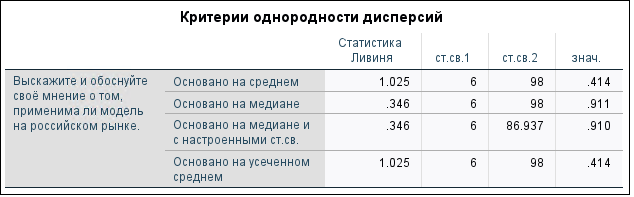 Критерии однородности дисперсий
Статистика
Ливиня ст.св.1 ст.св.2 знач.
Выскажите и обоснуйте
своё мнение о том,
применима ли модель
на российском рынке.
Основано на среднем 1.025 6 98 .414
Основано на медиане .346 6 98 .911
Основано на медиане и
с настроенными ст.св. .346 6 86.937 .910
Основано на усеченном
среднем 1.025 6 98 .414